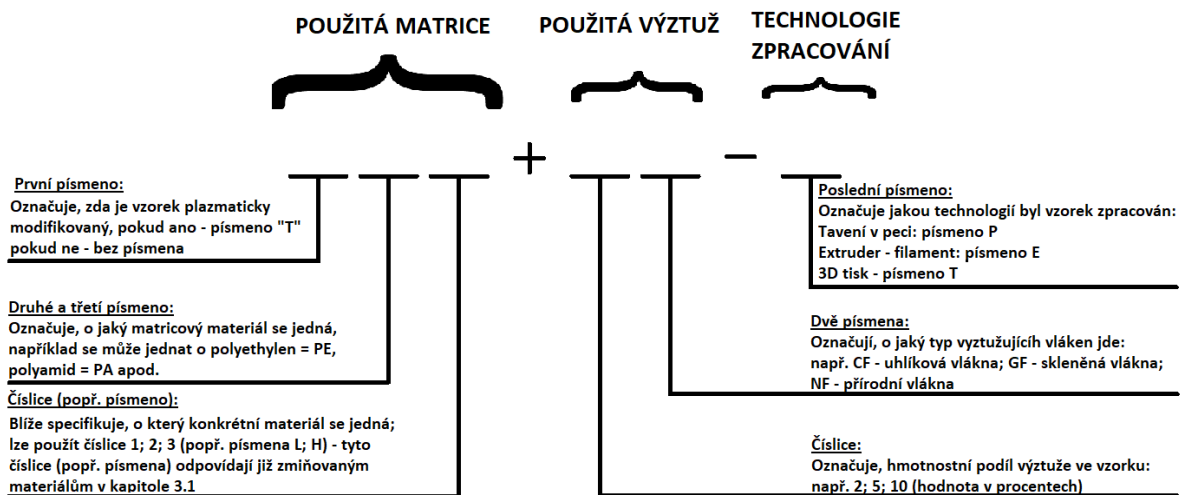 POUŽITÁ MATRICE
POUŽITÁ VÝZTUŽ
TECHNOLOGIE
ZPRACOVÁNÍ
+
–
První písmeno:
Označuje, zda je vzorek plazmaticky
modifikovaný, pokud ano - písmeno "T"
pokud ne - bez písmena
Druhé a třetí písmeno:
Označuje, o jaký matricový materiál se jedná,
například se může jednat o polyethylen = PE,
polyamid = PA apod.
Číslice (popř. písmeno):
Blíže specifikuje, o který konkrétní materiál se jedná;
lze použít číslice 1; 2; 3 (popř. písmena L; H) - tyto
číslice (popř. písmena) odpovídají již zmiňovaným
materiálům v kapitole 3.1
Poslední písmeno:
Označuje jakou technologií byl vzorek zpracován:
Tavení v peci: písmeno P
Extruder - filament: písmeno E
3D tisk - písmeno T
Dvě písmena:
Označují, o jaký typ vyztužujícíh vláken jde:
např. CF - uhlíková vlákna; GF - skleněná vlákna;
NF - přírodní vlákna
Číslice:
Označuje, hmotnostní podíl výztuže ve vzorku:
např. 2; 5; 10 (hodnota v procentech)